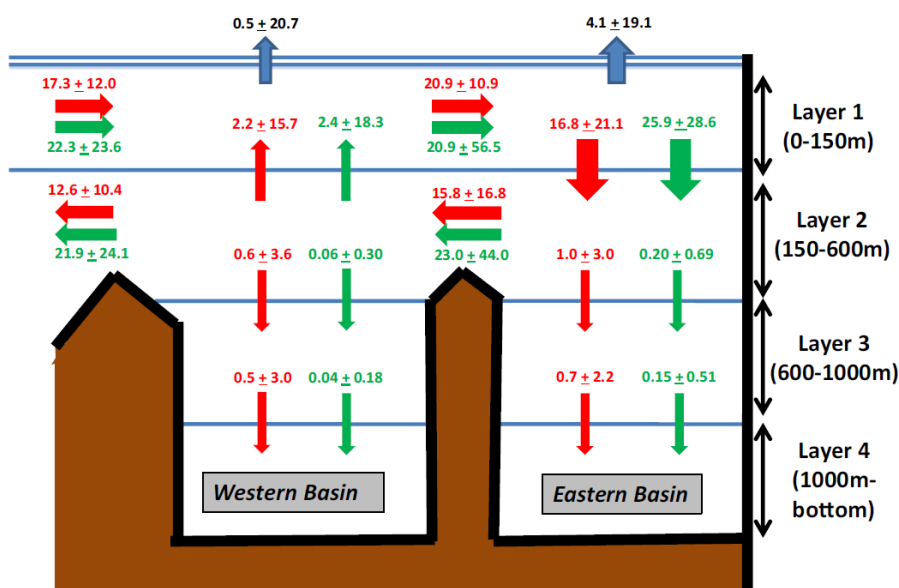 0.5 ± 20.7
4.1 ± 19.1
17.3 ± 12.0
20.9 ± 10.9
22.3 ± 23.6
20.9 ± 56.5
2.2 ± 15.7
2.4 ± 18.3
16.8 ± 21.1
25.9 ± 28.6
Layer 1
(0-150m)
12.6 ± 10.4
15.8 ± 16.8
21.9 ± 24.1
23.0 ± 44.0
Layer 2
(150-600m)
0.6 ± 3.6
0.06 ± 0.30
1.0 ± 3.0
0.20 ± 0.69
Layer 3
(600-1000m)
0.5 ± 3.0
0.04 ± 0.18
0.7 ± 2.2
0.15 ± 0.51
Layer 4
(1000m-
bottom)
Western Basin
Eastern Basin